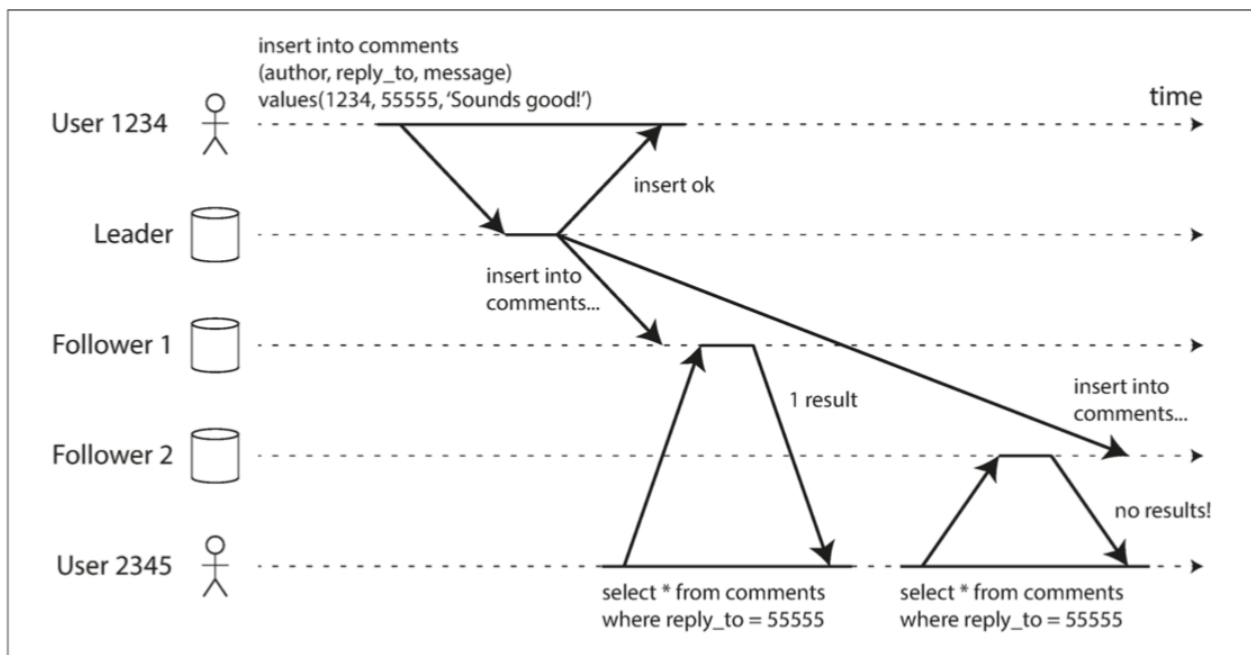 insert into comments
(author, reply_to, message)
values(1234, 55555, ‘Sounds good!’)
time
User 1234
insert ok
Leader
insert into
comments...
Follower 1
1 result
insert into
comments...
Follower 2
no results!
User 2345
select * from comments
where reply_to = 55555
select * from comments
where reply_to = 55555